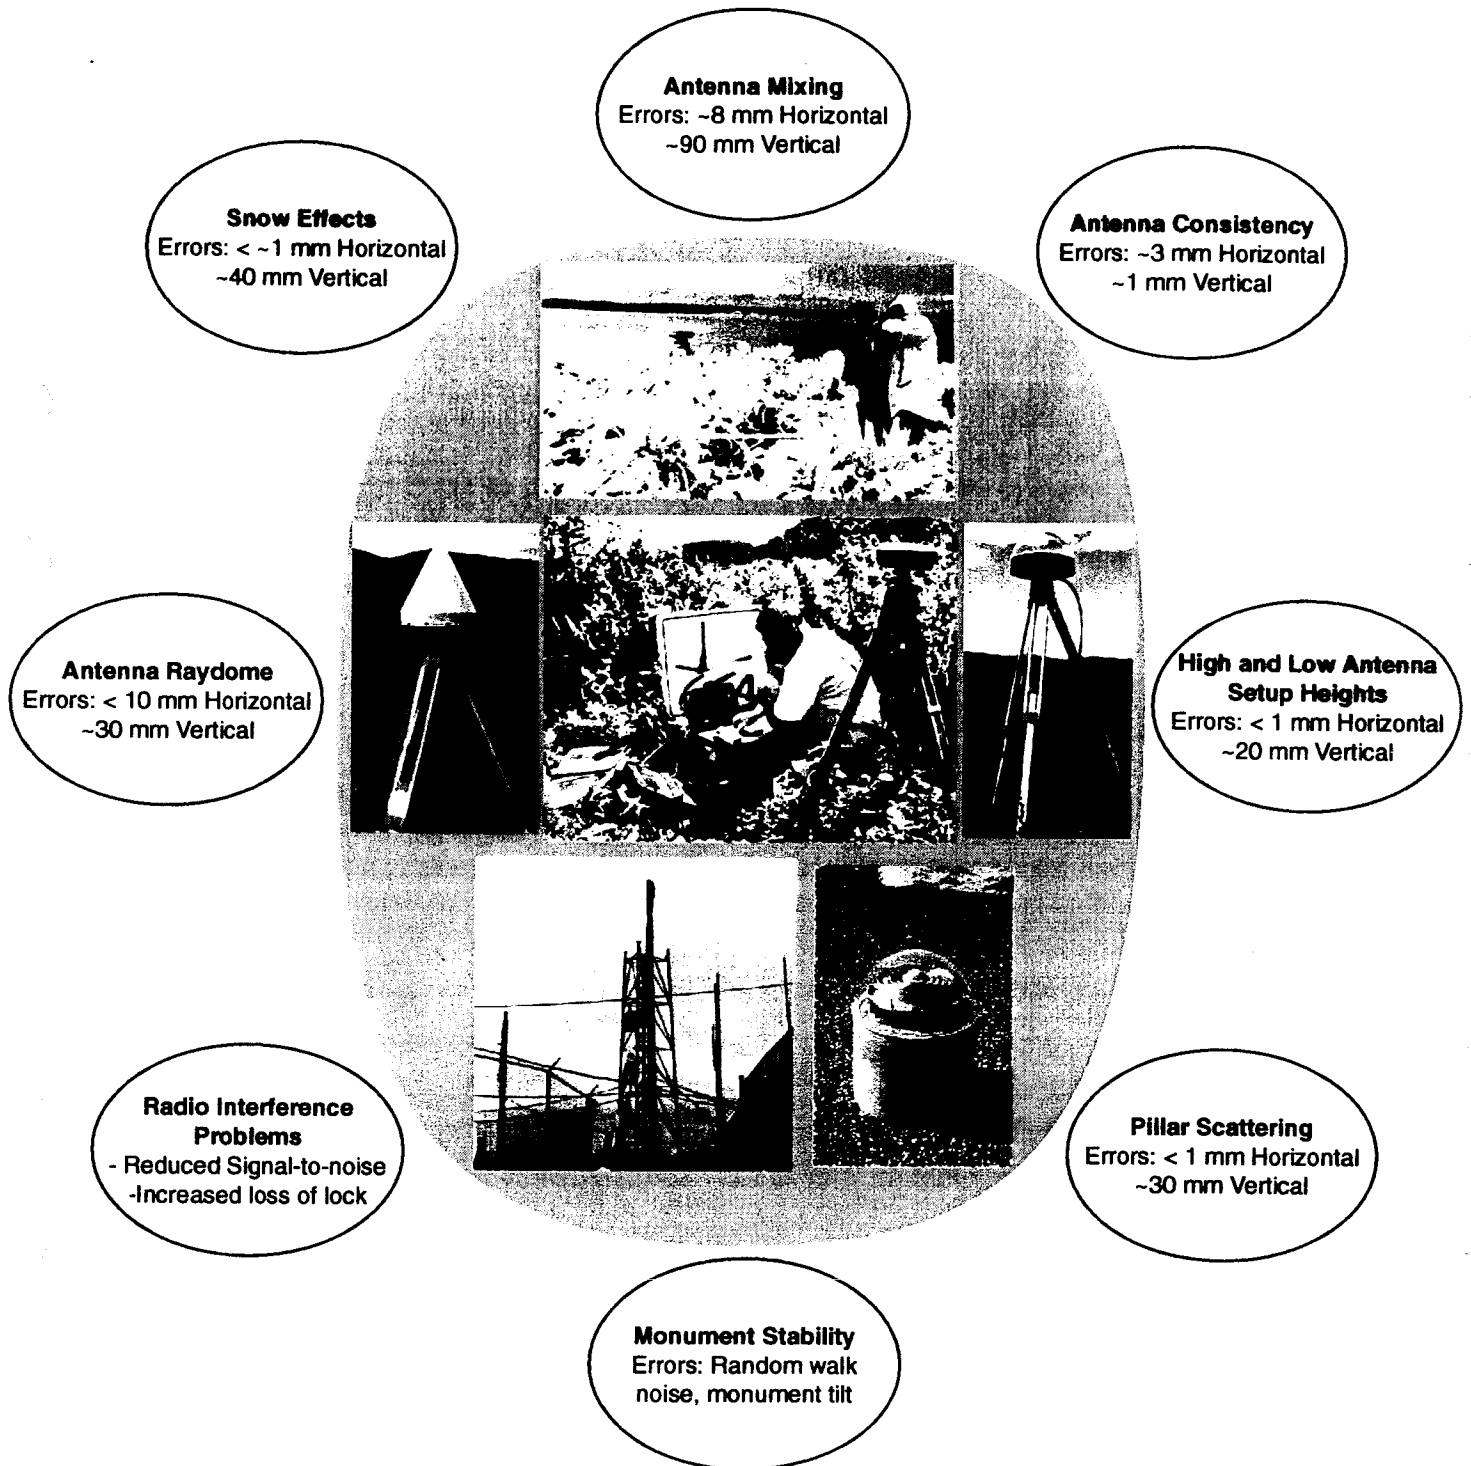 Antenna Mixing
Errors: ~8 mm Horizontal
~90 mm Vertical
Snow Effects
Errors: < ~1 mm Horizontal
~40 mm Vertical
Antenna Consistency
Errors: ~3 mm Horizontal
~1 mm Vertical
Antenna Raydome
Errors: < 10 mm Horizontal
~30 mm Vertical
High and Low Antenna
Setup Heights
Errors: < 1 mm Horizontal
~20 mm Vertical
Radio Interference
Problems
- Reduced Signal-to-noise
-Increased loss of lock
Pillar Scattering
Errors: < 1 mm Horizontal
~30 mm Vertical
Monument Stability
Errors: Random walk
noise, monument tilt